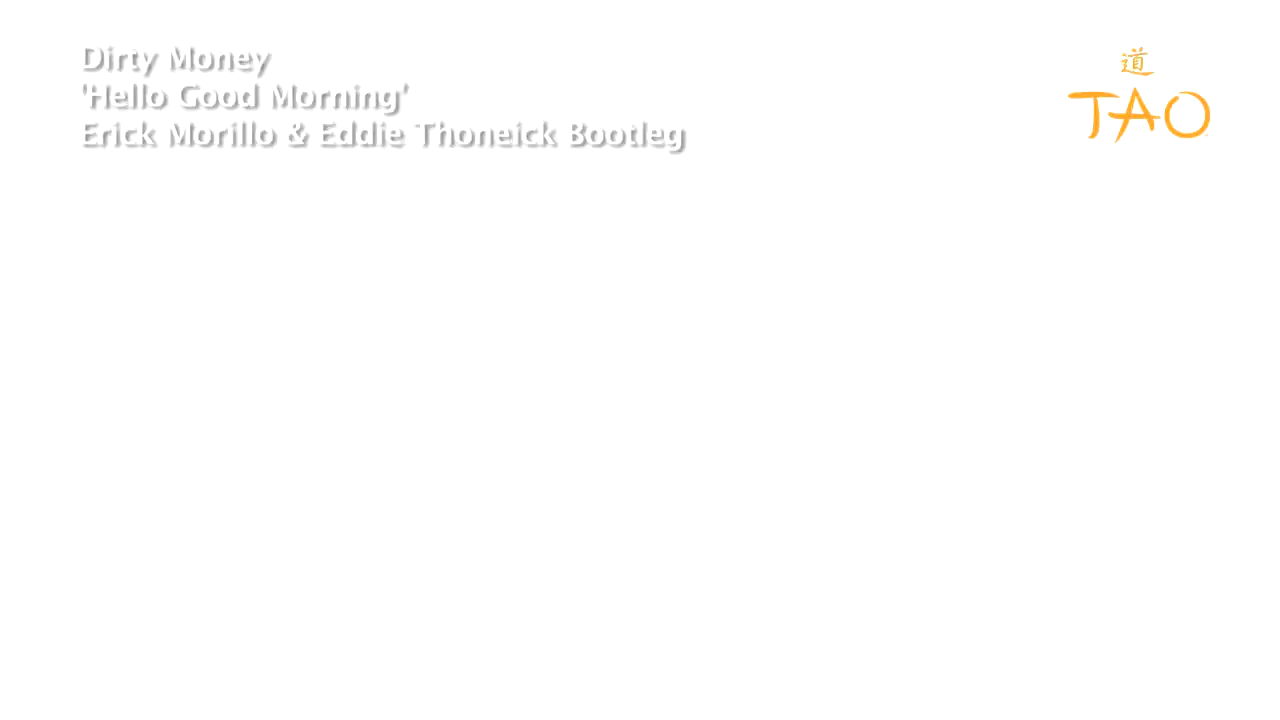 Dirty Money
'Hello Good Morning'
Erick Morillo & Eddie Thoneick Bootleg
道
TAO